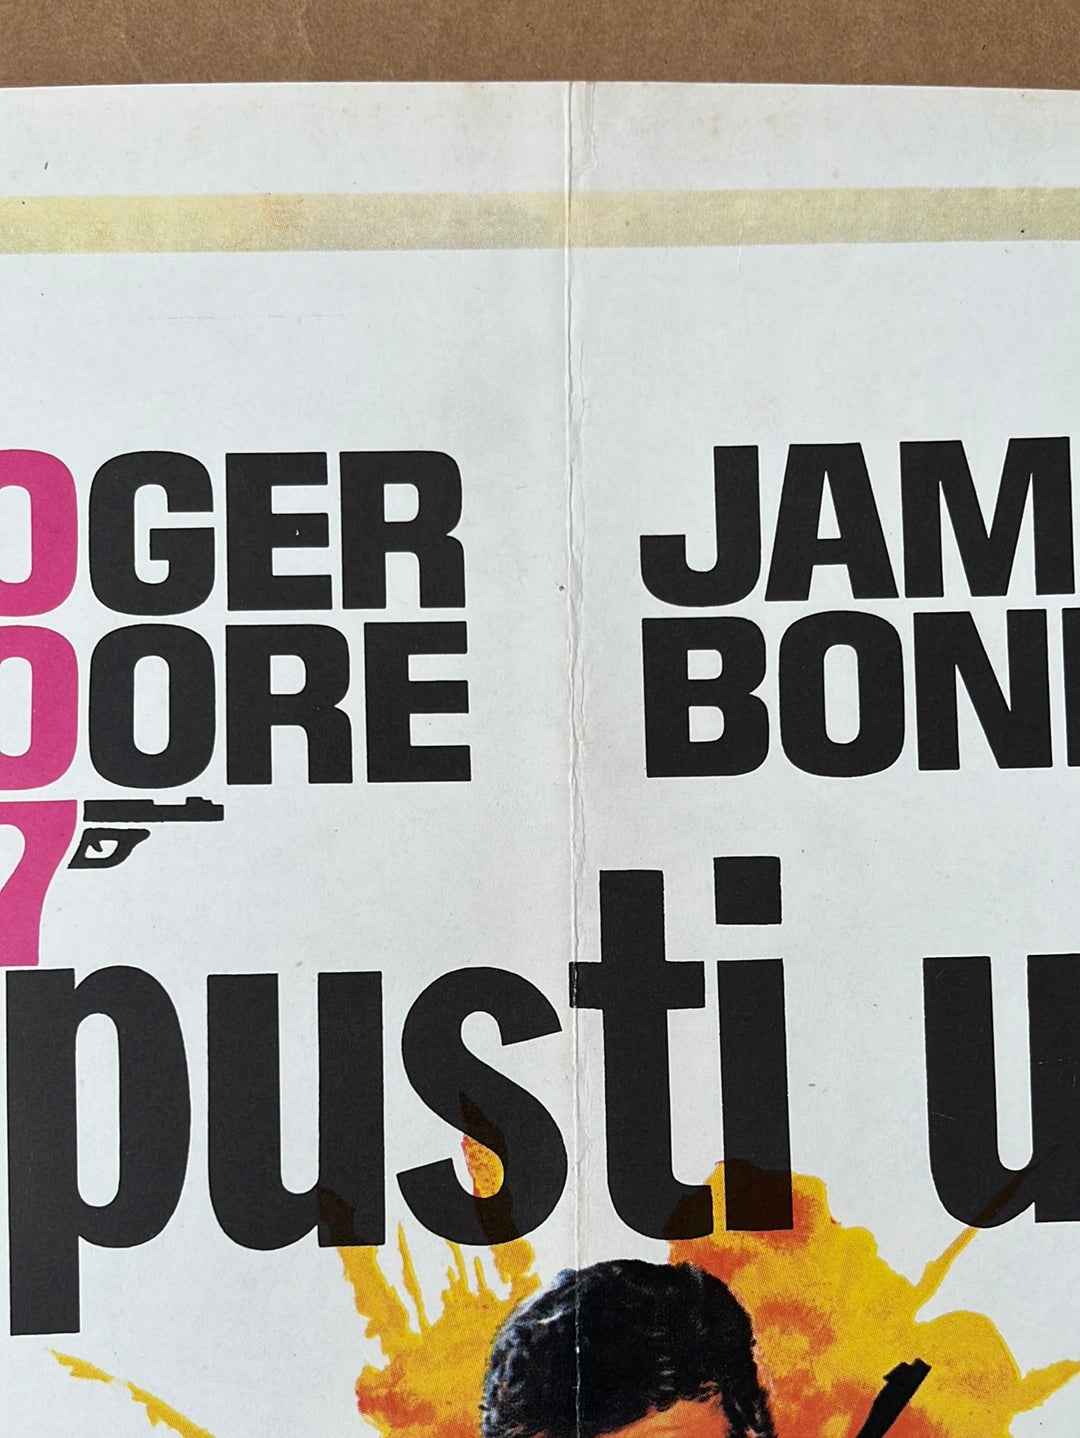 OGER JAM
OORE BON
7
pusti u